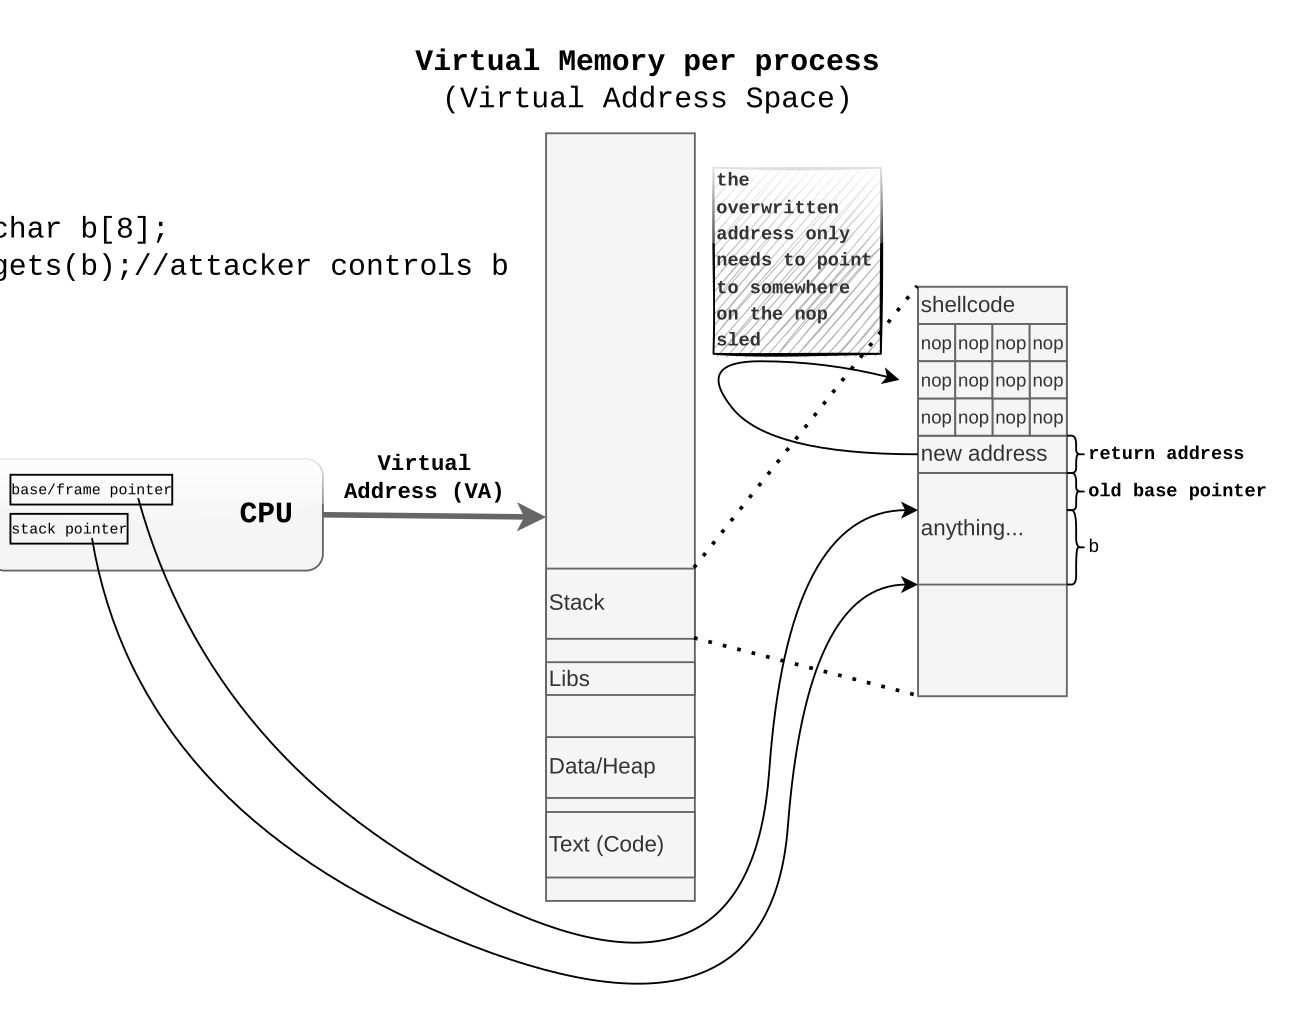 Virtual Memory per process
(Virtual Address Space)
char b[8];
gets(b);//attacker controls b
the
overwritten
address only
needs to point
to somewhere
on the nop
sled
shellcode
nop nop nop nop
nop nop nop nop
nop nop nop nop
new address
return address
old base pointer
anything...
b
base/frame pointer
stack pointer
CPU
Virtual
Address (VA)
Stack
Libs
Data/Heap
Text (Code)